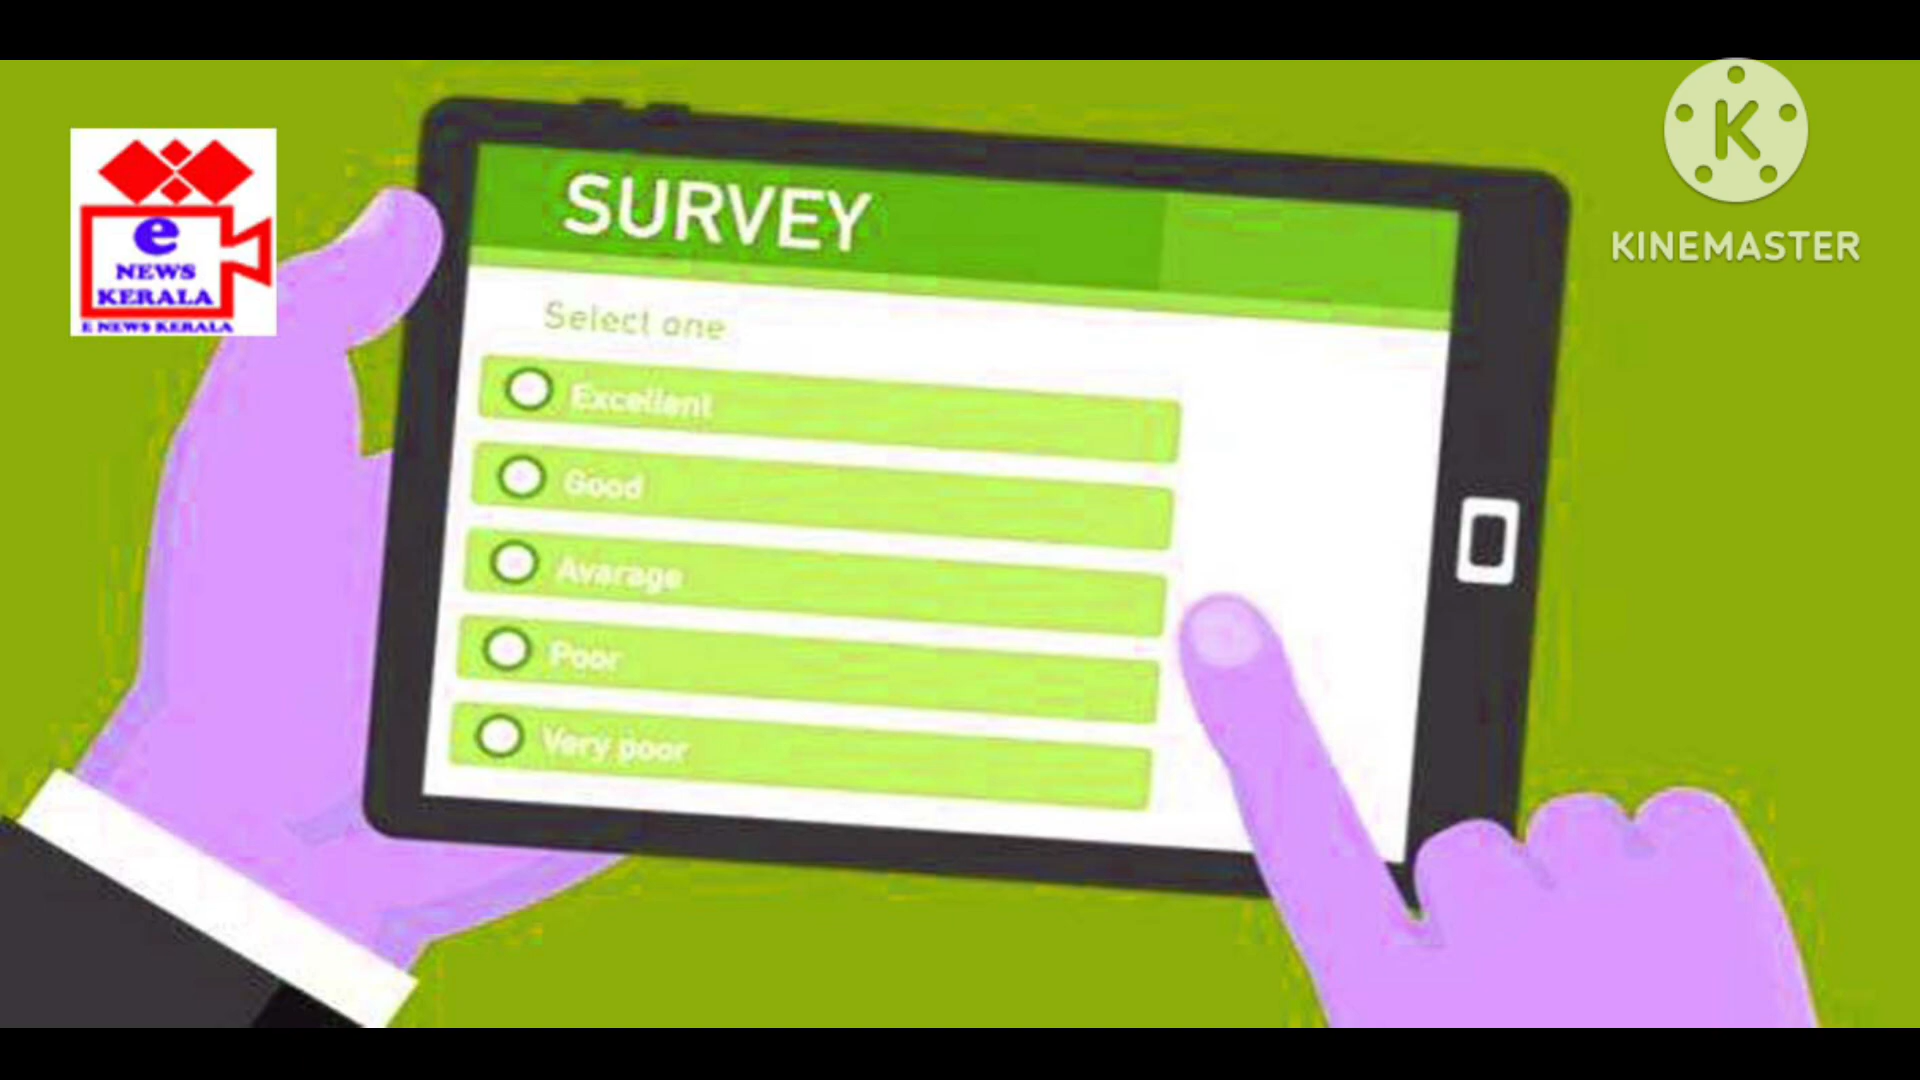 SURVEY
Select one
Excellent
Good
Avarage
Poor
Very poor
e
NEWS
KERALA
E NEWS KERALA
K
KINEMASTER